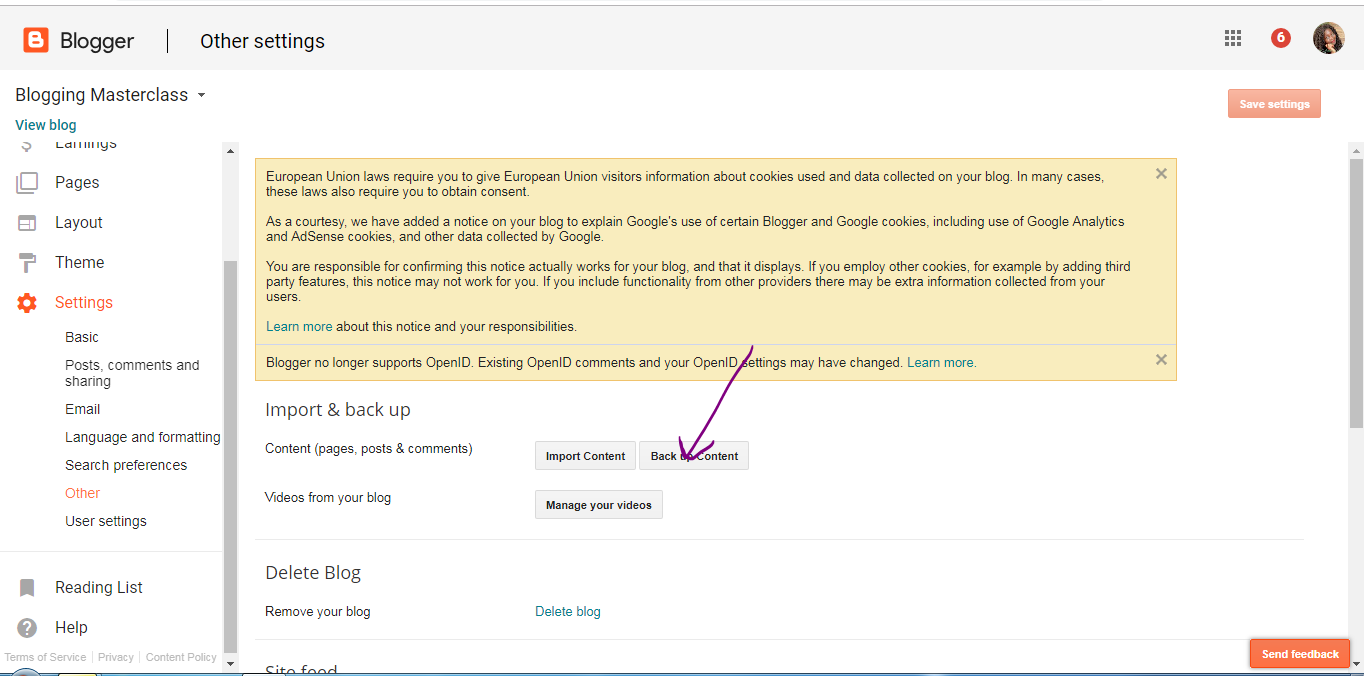 Blogger
Other settings
6
Blogging Masterclass
Save settings
View blog
Earnings
Pages
Layout
Theme
Settings
Basic
Posts, comments and
sharing
Email
Language and formatting
Search preferences
Other
User settings
Reading List
Help
Terms of Service
Privacy
Content Policy
European Union laws require you to give European Union visitors information about cookies used and data collected on your blog. In many cases,
these laws also require you to obtain consent.
As a courtesy, we have added a notice on your blog to explain Google's use of certain Blogger and Google cookies, including use of Google Analytics
and AdSense cookies, and other data collected by Google.
You are responsible for confirming this notice actually works for your blog, and that it displays. If you employ other cookies, for example by adding third
party features, this notice may not work for you. If you include functionality from other providers there may be extra information collected from your
users.
Learn more about this notice and your responsibilities.
Blogger no longer supports OpenID. Existing OpenID comments and your OpenID settings may have changed. Learn more.
Import & back up
Content (pages, posts & comments)
Import Content
Back up Content
Videos from your blog
Manage your videos
Delete Blog
Remove your blog
Delete blog
Site feed
Send feedback